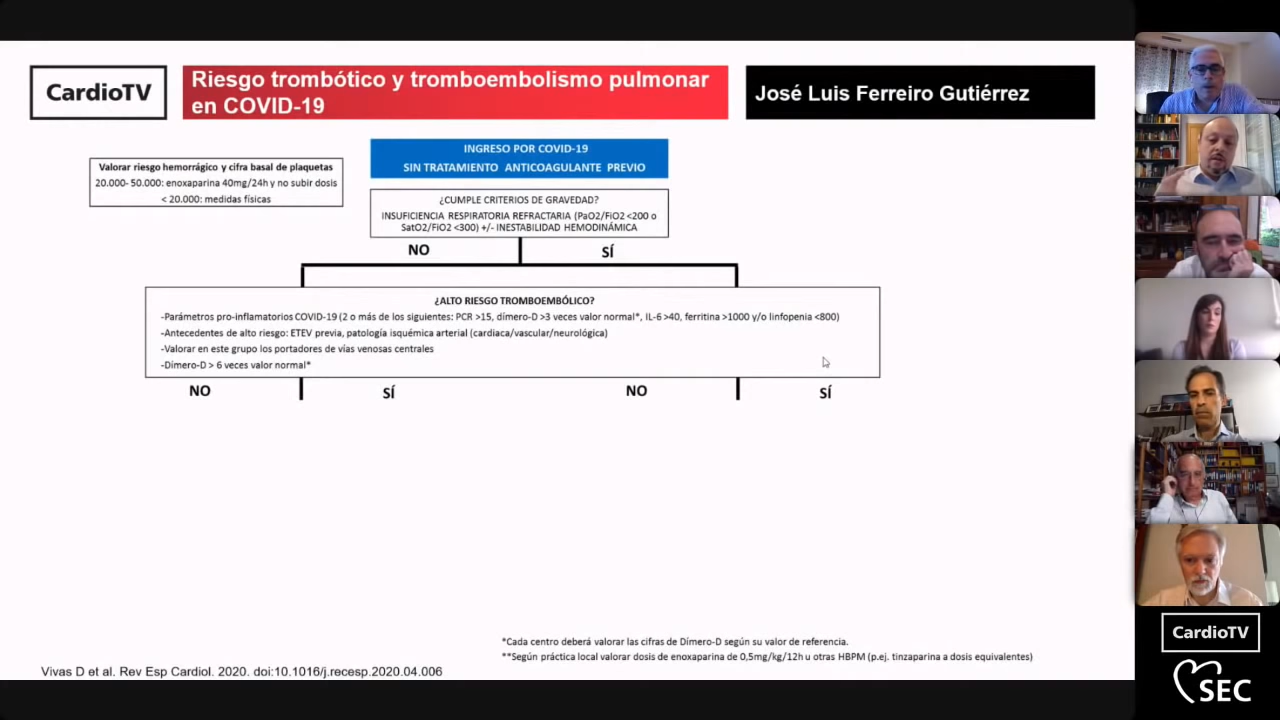 CardioTV
Riesgo trombótico y tromboembolismo pulmonar
en COVID-19
José Luis Ferreiro Gutiérrez
Valorar riesgo hemorrágico y cifra basal de plaquetas
20.000- 50.000: enoxaparina 40mg/24h y no subir dosis
< 20.000: medidas físicas
INGRESO POR COVID-19
SIN TRATAMIENTO ANTICOAGULANTE PREVIO
¿CUMPLE CRITERIOS DE GRAVEDAD?
INSUFICIENCIA RESPIRATORIA REFRACTARIA (PaO2/FiO2 <200 o
SatO2/FiO2 <300) +/- INESTABILIDAD HEMODINÁMICA
NO
SÍ
¿ALTO RIESGO TROMBOEMBÓLICO?
-Parámetros pro-inflamatorios COVID-19 (2 o más de los siguientes: PCR >15, dímero-D >3 veces valor normal*, IL-6 >40, ferritina >1000 y/o linfopenia <800)
-Antecedentes de alto riesgo: ETEV previa, patología isquémica arterial (cardiaca/vascular/neurológica)
-Valorar en este grupo los portadores de vías venosas centrales
-Dímero-D > 6 veces valor normal*
NO
SÍ
NO
SÍ
*Cada centro deberá valorar las cifras de Dímero-D según su valor de referencia.
**Según práctica local valorar dosis de enoxaparina de 0,5mg/kg/12h u otras HBPM (p.ej. tinzaparina a dosis equivalentes)
Vivas D et al. Rev Esp Cardiol. 2020. doi:10.1016/j.recesp.2020.04.006
CardioTV
SEC